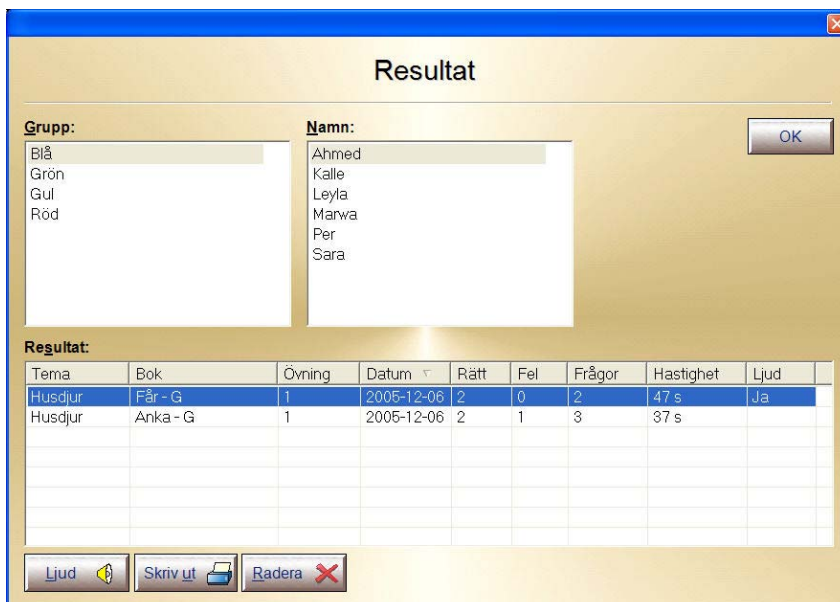 Resultat
Grupp:
Namn:
OK
Blå
Grön
Gul
Röd
Ahmed
Kalle
Leyla
Marwa
Per
Sara
Resultat:
Tema Bok Övning Datum Rätt Fel Frågor Hastighet Ljud
Husdjur Får - G 1 2005-12-06 2 0 2 47 s Ja
Husdjur Anka - G 1 2005-12-06 2 1 3 37 s
Ljud Skriv ut Radera